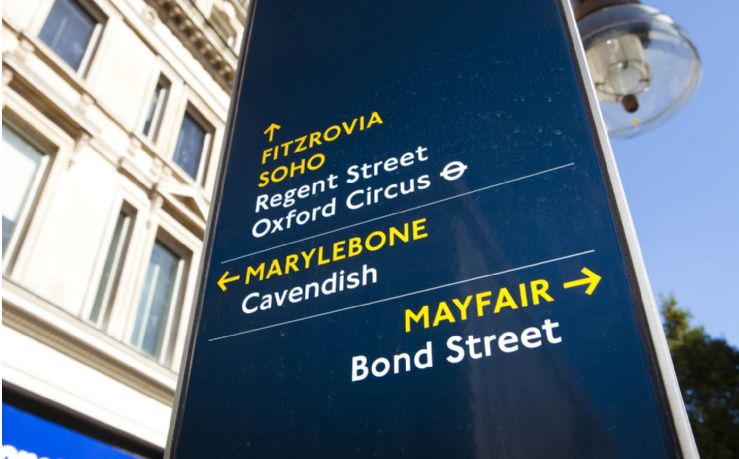 ↑
FITZROVIA
SOHO
Regent Street
Oxford Circus
← MARYLEBONE
Cavendish
MAYFAIR →
Bond Street